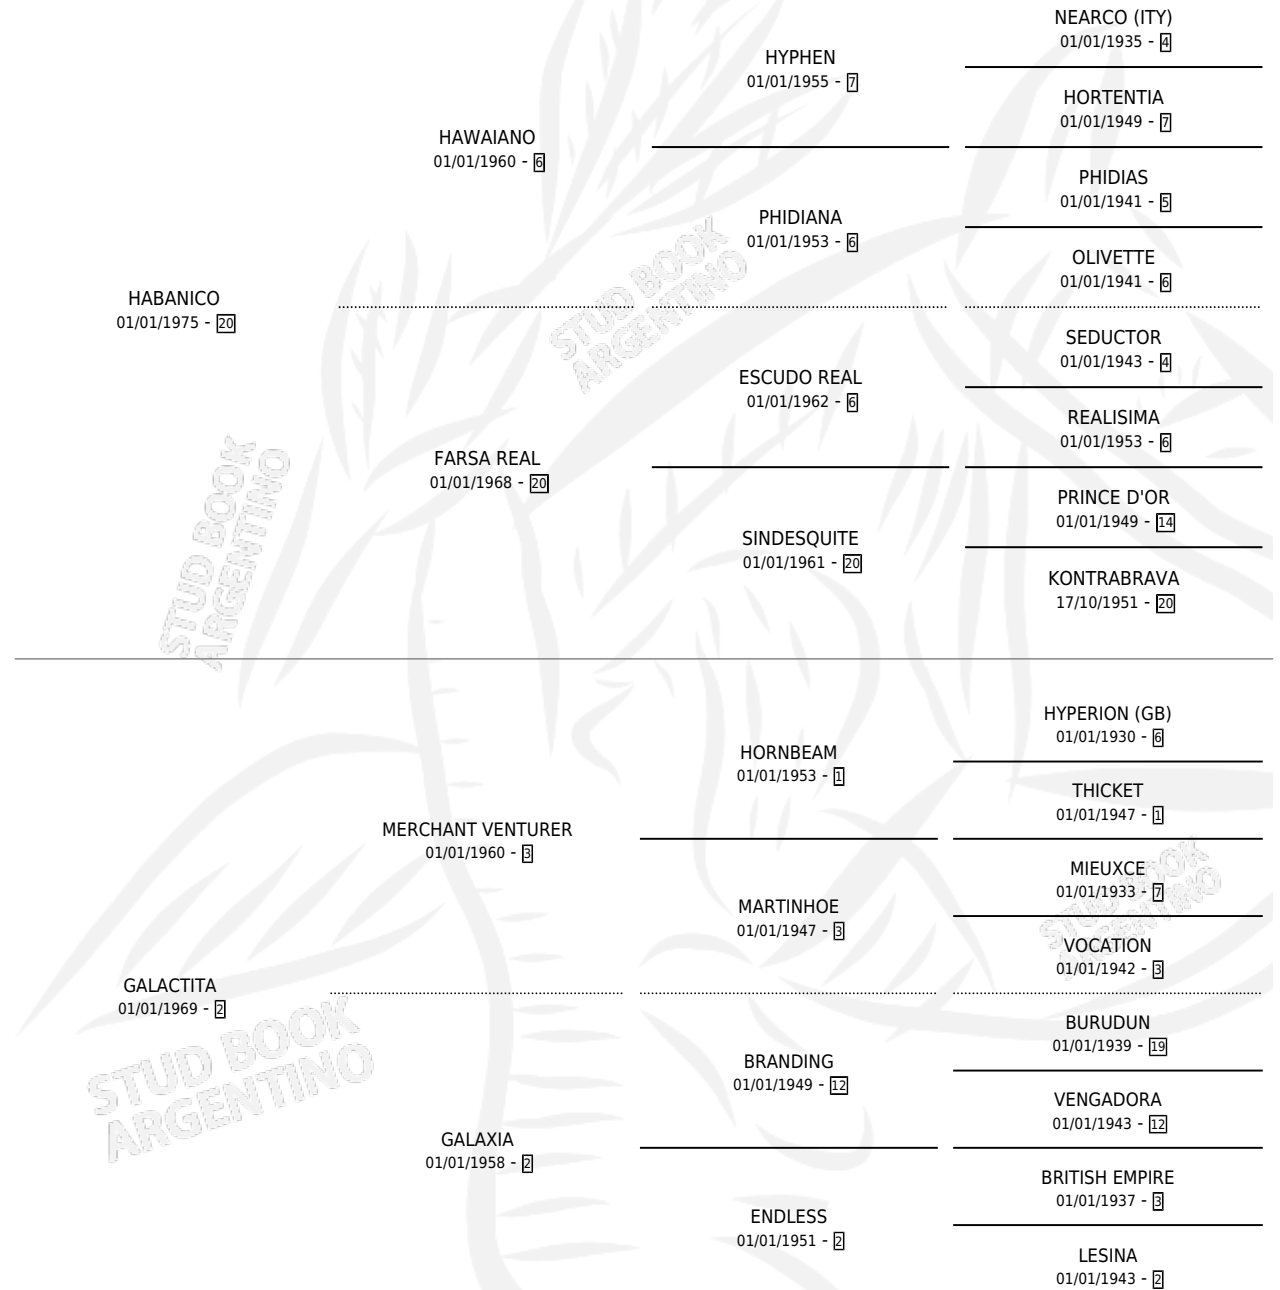 NEARCO (ITY)
01/01/1935 - 4
HYPHEN
01/01/1955 - 7
HORTENTIA
01/01/1949 - 7
HAWAIANO
01/01/1960 - 6
PHIDIAS
01/01/1941 - 5
PHIDIANA
01/01/1953 - 6
OLIVETTE
01/01/1941 - 6
HABANICO
01/01/1975 - 20
SEDUCTOR
01/01/1943 - 4
ESCUDO REAL
01/01/1962 - 6
REALISIMA
01/01/1953 - 6
FARSA REAL
01/01/1968 - 20
PRINCE D'OR
01/01/1949 - 14
SINDESQUITE
01/01/1961 - 20
KONTRABRAVA
17/10/1951 - 20
STUD BOOK
ARGENTINO
STUD BOOK
ARGENTINO
HYPERION (GB)
01/01/1930 - 6
HORNBEAM
01/01/1953 - 1
THICKET
01/01/1947 - 1
MERCHANT VENTURER
01/01/1960 - 3
MIEUXCE
01/01/1933 - 7
MARTINHOE
01/01/1947 - 3
VOCATION
01/01/1942 - 3
GALACTITA
01/01/1969 - 2
BURUDUN
01/01/1939 - 19
BRANDING
01/01/1949 - 12
VENGADORA
01/01/1943 - 12
GALAXIA
01/01/1958 - 2
BRITISH EMPIRE
01/01/1937 - 3
ENDLESS
01/01/1951 - 2
LESINA
01/01/1943 - 2
STUD BOOK
ARGENTINO
STUD BOOK
ARGENTINO